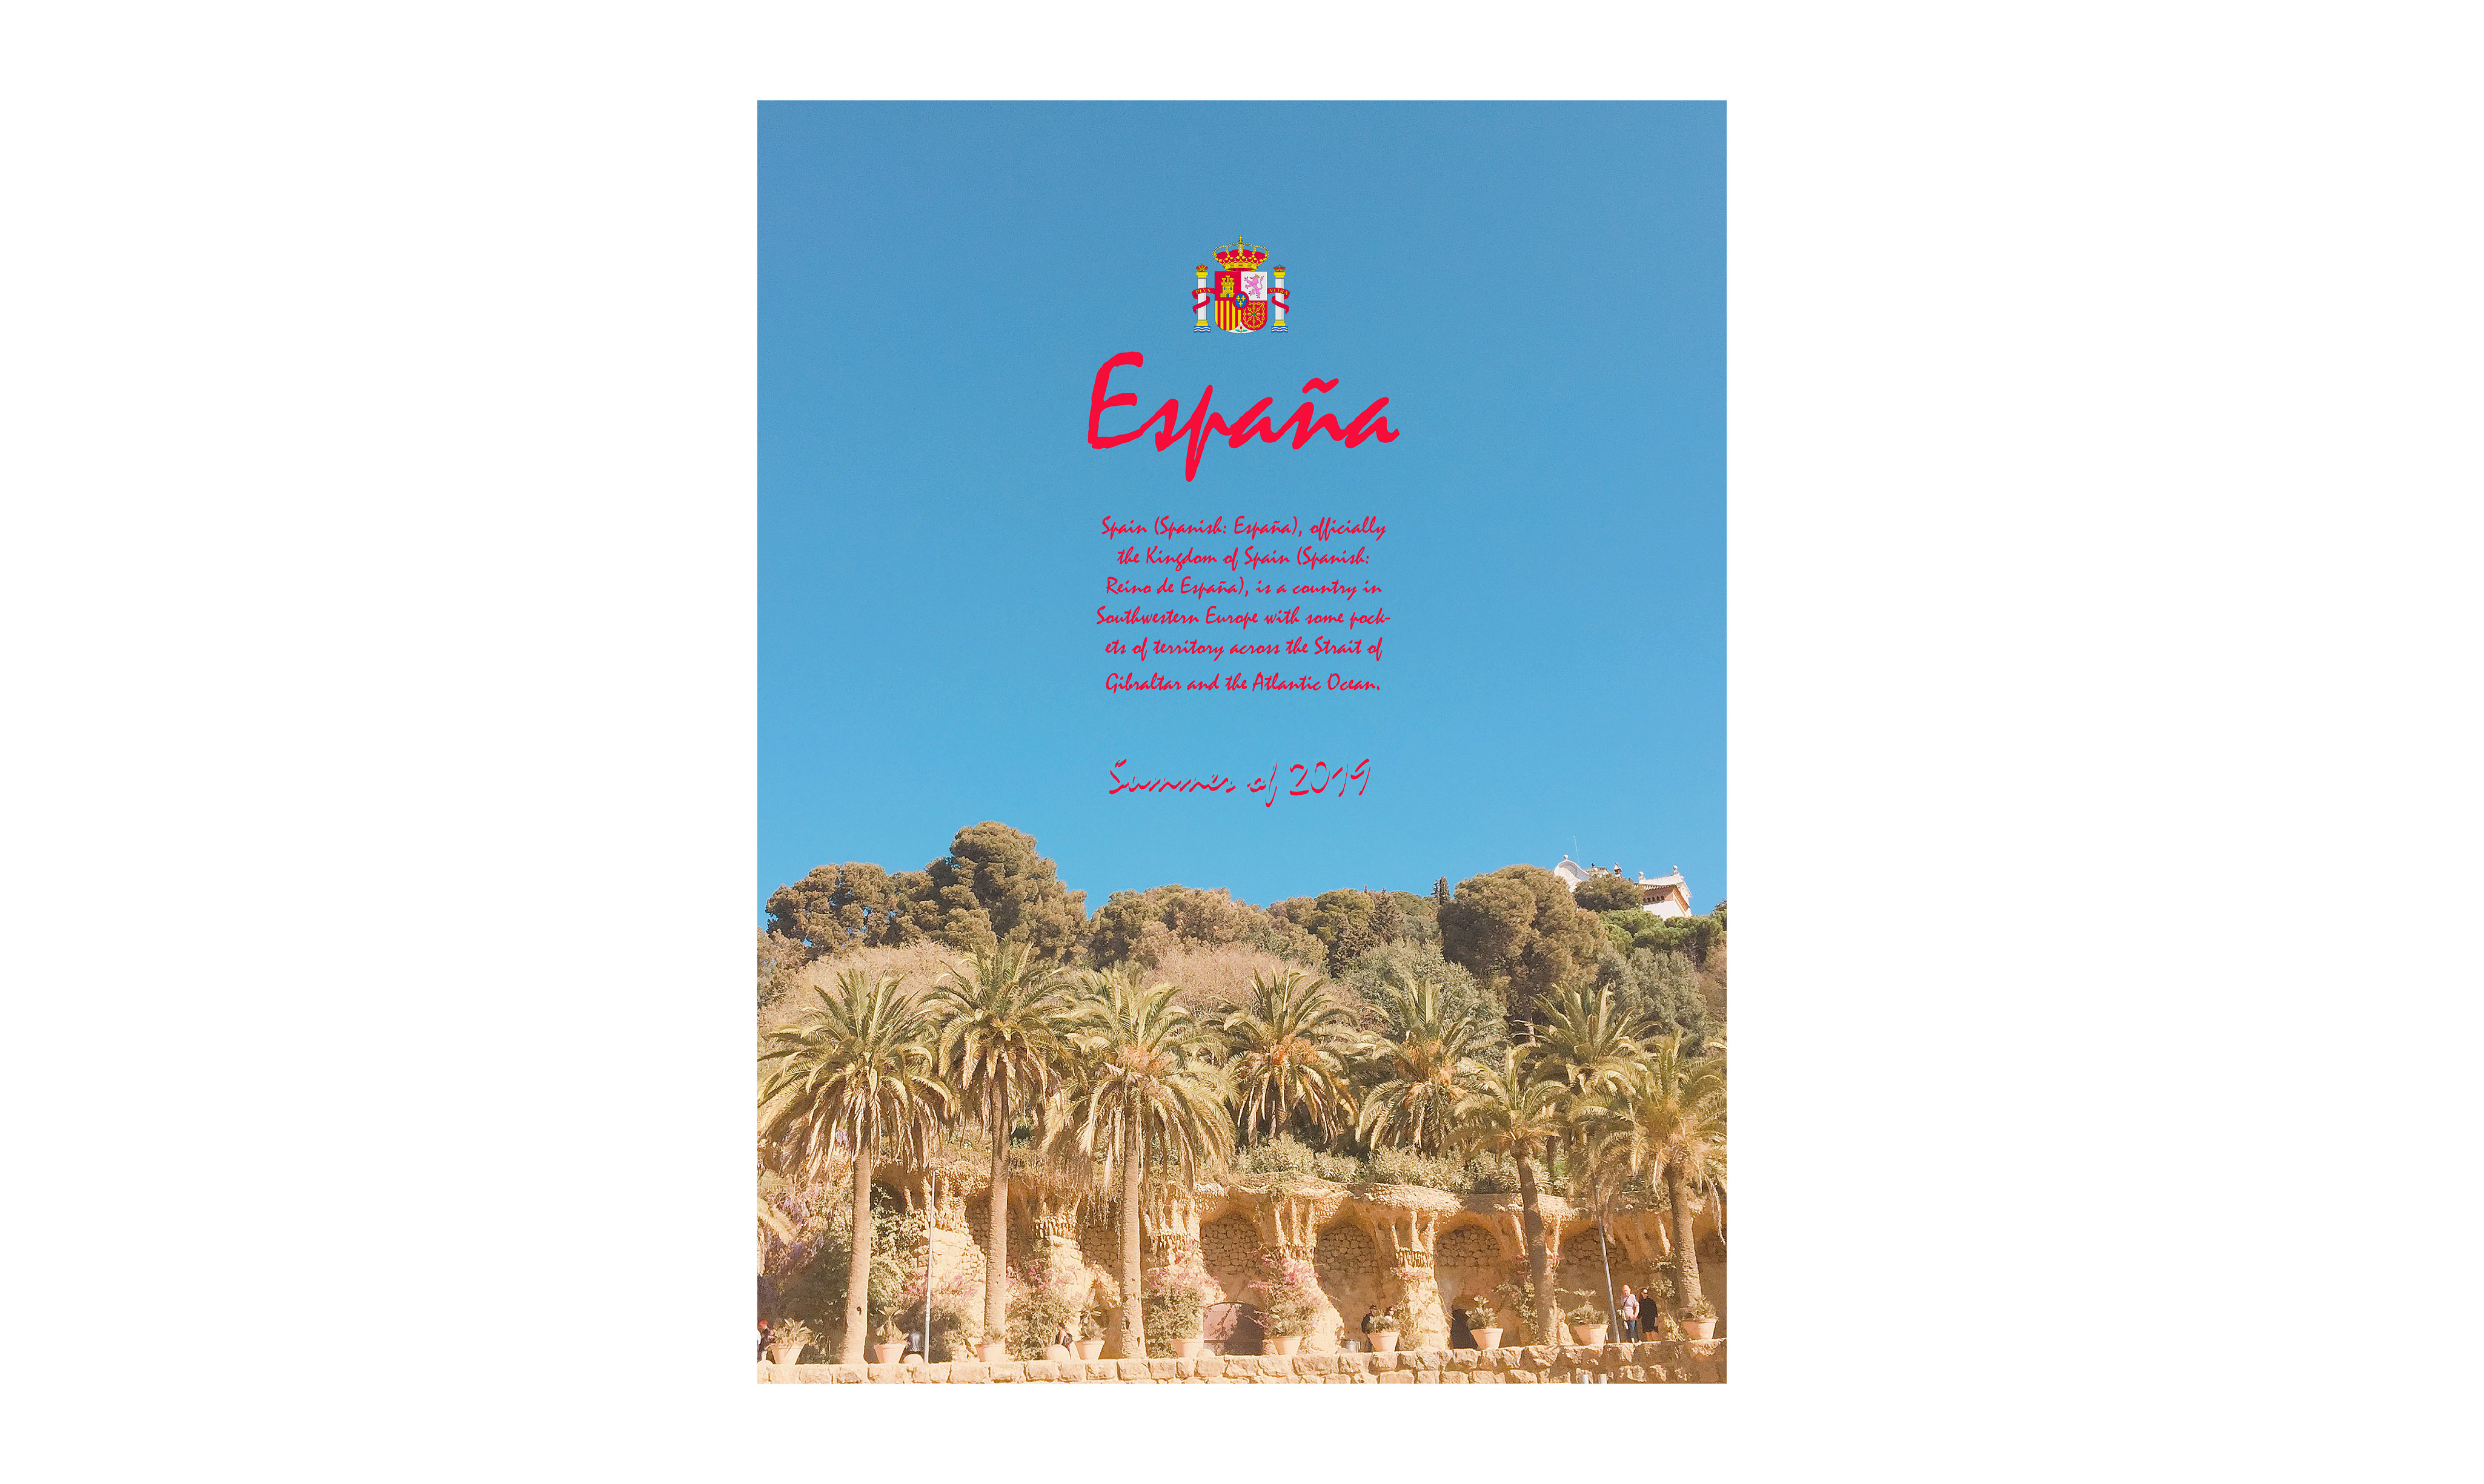 España
Spain (Spanish: España), officially
the Kingdom of Spain (Spanish:
Reino de España), is a country in
Southwestern Europe with some pock-
ets of territory across the Strait of
Gibraltar and the Atlantic Ocean.
Summer of 2019